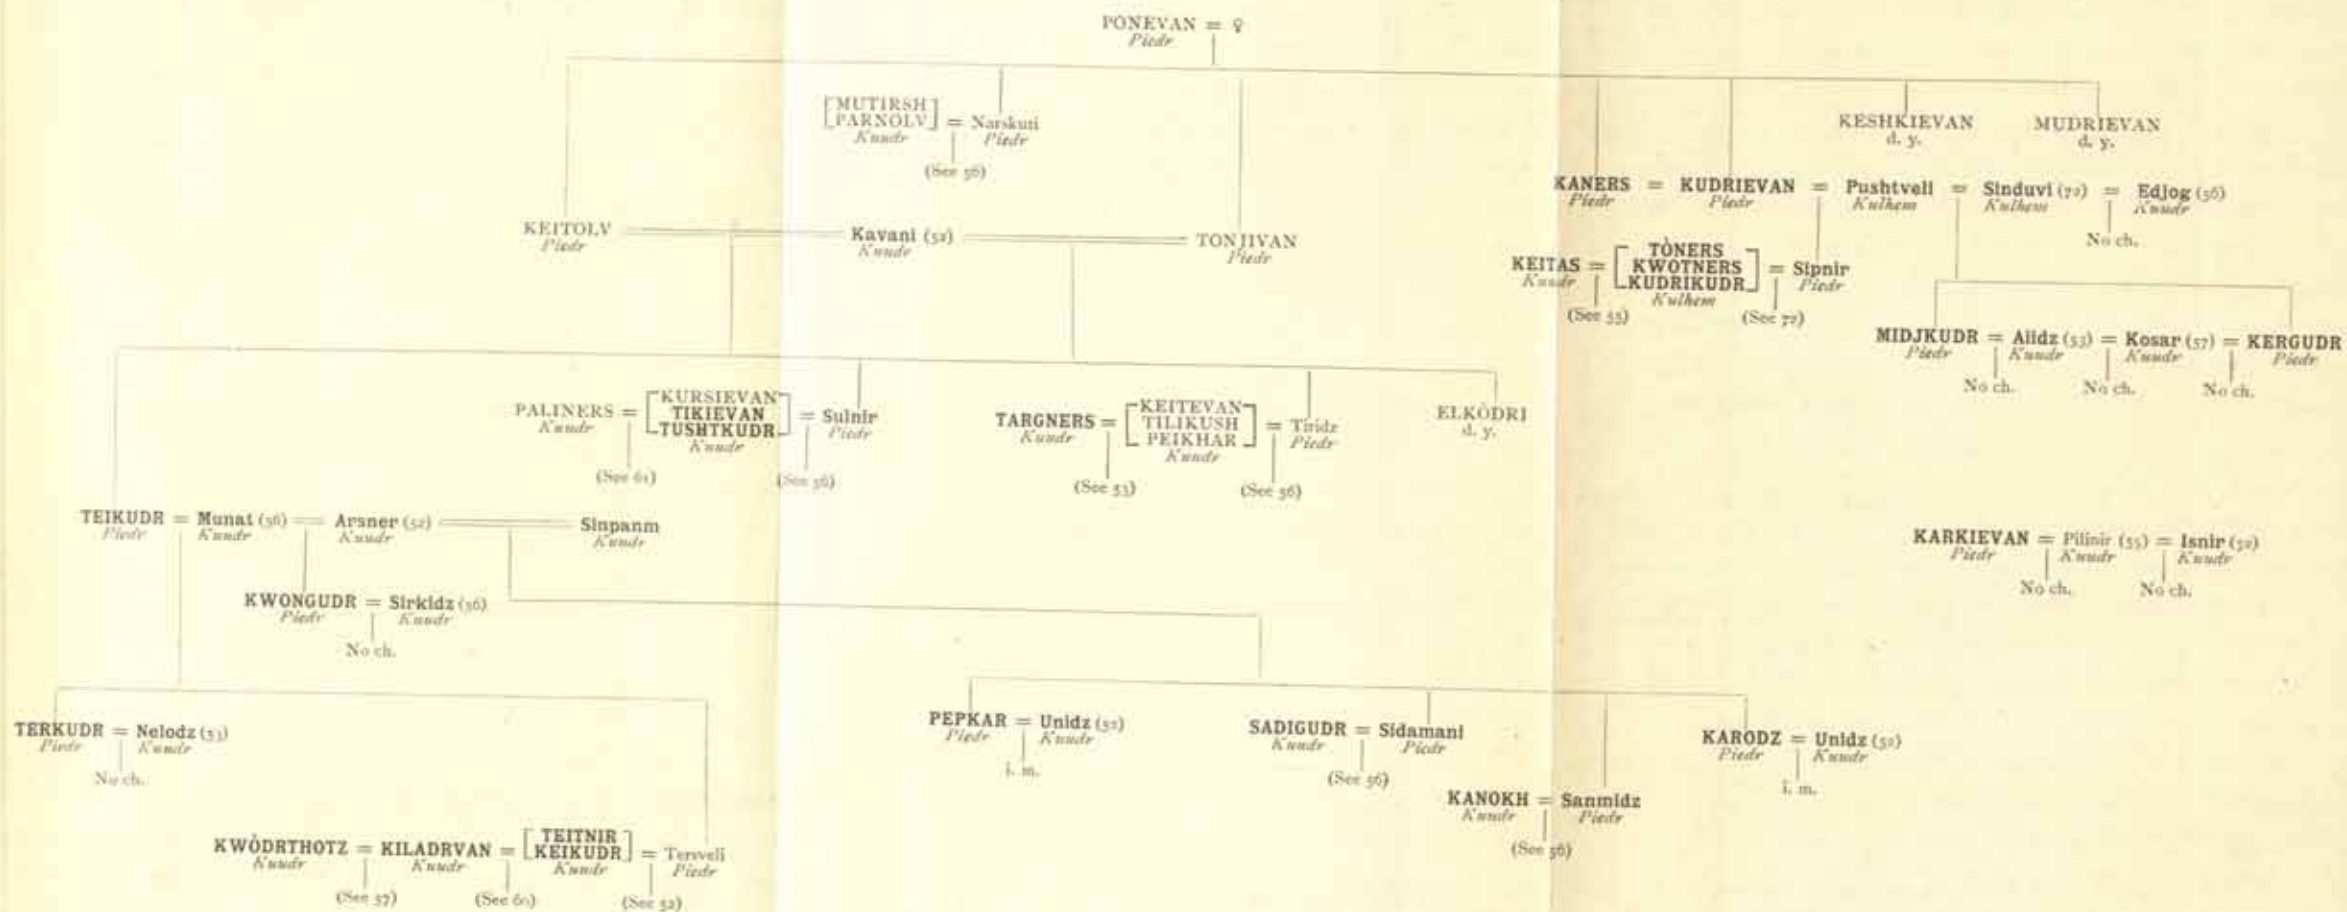 PONEVAN = ♀
Piedr
[MUTIRSH
PARNOLV] = Narskuti
Kuudr Piedr
(See 56)
KESHKIEVAN
d. y.
MUDRIEVAN
d. y.
KANERS = KUDRIEVAN = Pushtveli = Sinduvi (72) = Edjog (56)
Piedr Piedr Kulhem Kulhem Kuudr
No ch.
KEITOLV = Kavani (52) = TONJIVAN
Piedr Kuudr Piedr
KEITAS = [TÒNERS
KWOTNERS
KUDRIKUDR] = Sipnir
Kuudr Kulhem Piedr
(See 55) (See 72)
MIDJKUDR = Alidz (53) = Kosar (57) = KERGUDR
Piedr Kuudr Kuudr Piedr
No ch. No ch. No ch.
PALINERS = [KURSIEVAN
TIKIEVAN
TUSHTKUDR] = Sulnir
Kuudr Kuudr Piedr
(See 61) (See 56)
TARGNERS = [KEITEVAN
TILIKUSH
PEIKHAR] = Tiridz
Kuudr Kuudr Piedr
(See 53) (See 56)
ELKÒDRI
d. y.
TEIKUDR = Munat (56) = Arsner (52) = Sinpanm
Piedr Kuudr Kuudr Kuudr
KARKIEVAN = Pilinir (55) = Isnir (52)
Piedr Kuudr Kuudr
No ch. No ch.
KWONGUDR = Sirkidz (56)
Piedr Kuudr
No ch.
TERKUDR = Nelodz (53)
Piedr Kuudr
No ch.
PEPKAR = Unidz (52)
Piedr Kuudr
i. m.
SADIGUDR = Sidamani
Kuudr Piedr
(See 56)
KARODZ = Unidz (52)
Piedr Kuudr
i. m.
KANOKH = Sanmidz
Kuudr Piedr
(See 56)
KWÒDRTHOTZ = KILADRVAN = [TEITNIR
KEIKUDR] = Tersveli
Kuudr Kuudr Kuudr Piedr
(See 57) (See 60) (See 52)